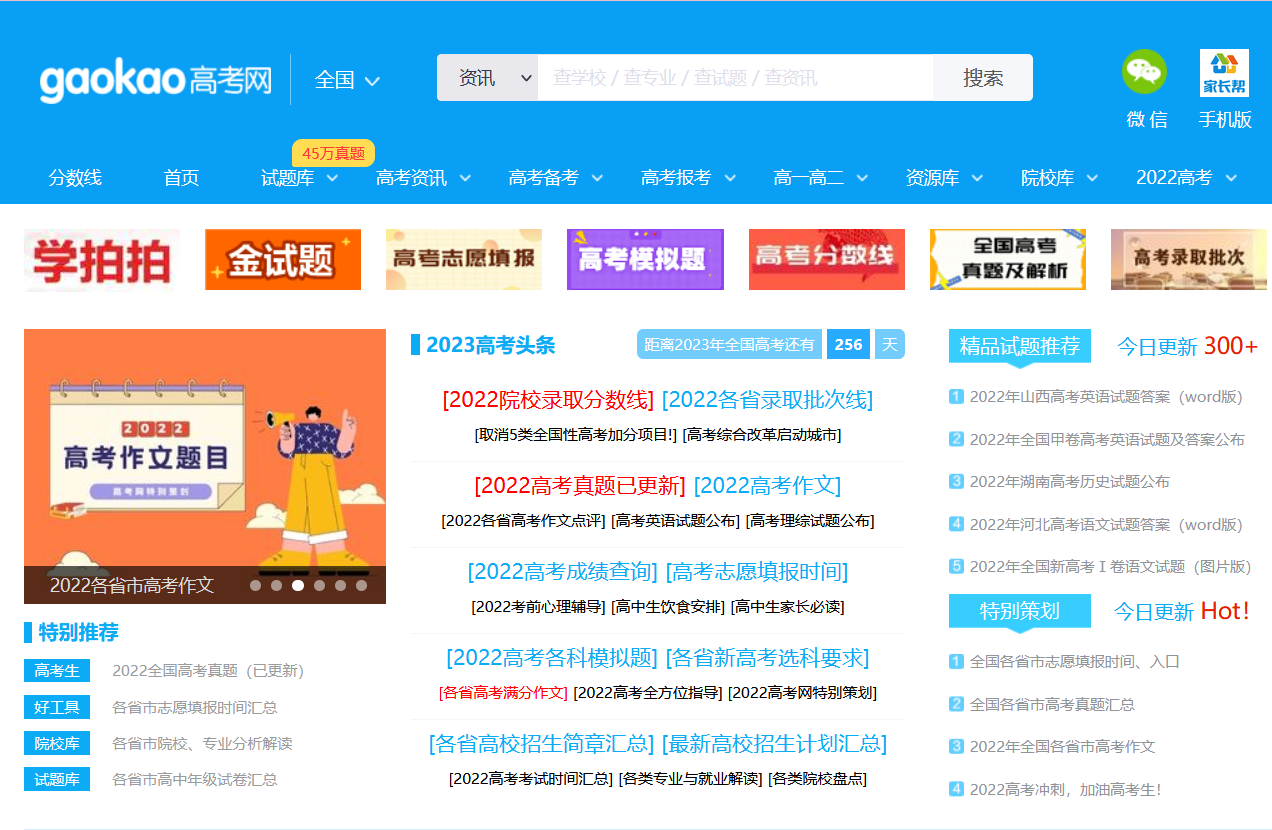 gaokao高考网 全国 资讯 查学校 / 查专业 / 查试题 / 查资讯 搜索
微 信 家长帮 手机版
45万真题
分数线 首页 试题库 高考资讯 高考备考 高考报考 高一高二 资源库 院校库 2022高考
学拍拍 金试题 高考志愿填报 高考模拟题 高考分数线 全国高考 真题及解析 高考录取批次
2022
高考作文题目
高考网特别策划
2022各省市高考作文
特别推荐
高考生 2022全国高考真题（已更新）
好工具 各省市志愿填报时间汇总
院校库 各省市院校、专业分析解读
试题库 各省市高中年级试卷汇总
2023高考头条 距离2023年全国高考还有 256 天
[2022院校录取分数线] [2022各省录取批次线]
[取消5类全国性高考加分项目!] [高考综合改革启动城市]
[2022高考真题已更新] [2022高考作文]
[2022各省高考作文点评] [高考英语试题公布] [高考理综试题公布]
[2022高考成绩查询] [高考志愿填报时间]
[2022考前心理辅导] [高中生饮食安排] [高中生家长必读]
[2022高考各科模拟题] [各省新高考选科要求]
[各省高考满分作文] [2022高考全方位指导] [2022高考网特别策划]
[各省高校招生简章汇总] [最新高校招生计划汇总]
[2022高考考试时间汇总] [各类专业与就业解读] [各类院校盘点]
精品试题推荐 今日更新 300+
1 2022年山西高考英语试题答案（word版）
2 2022年全国甲卷高考英语试题及答案公布
3 2022年湖南高考历史试题公布
4 2022年河北高考语文试题答案（word版）
5 2022年全国新高考Ⅰ卷语文试题（图片版）
特别策划 今日更新 Hot!
1 全国各省市志愿填报时间、入口
2 全国各省市高考真题汇总
3 2022年全国各省市高考作文
4 2022高考冲刺，加油高考生！